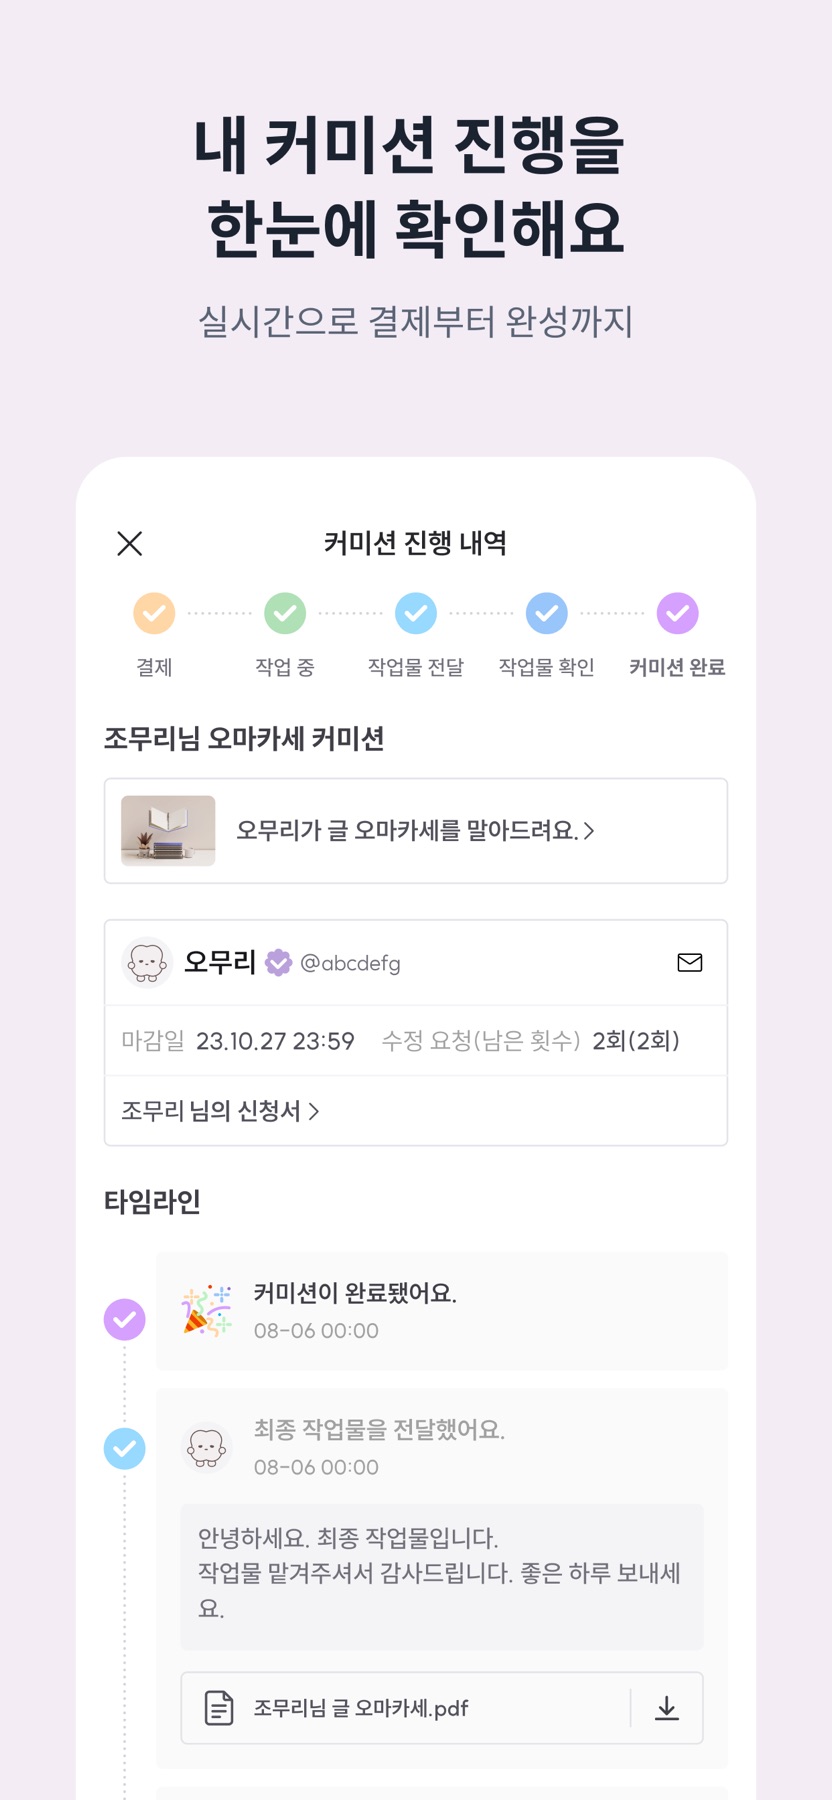 내 커미션 진행을
한눈에 확인해요
실시간으로 결제부터 완성까지
커미션 진행 내역
결제
작업 중
작업물 전달
작업물 확인
커미션 완료
조무리님 오마카세 커미션
오무리가 글 오마카세를 말아드려요.
오무리 @abcdefg
마감일 23.10.27 23:59 수정 요청(남은 횟수) 2회(2회)
조무리 님의 신청서
타임라인
커미션이 완료됐어요.
08-06 00:00
최종 작업물을 전달했어요.
08-06 00:00
안녕하세요. 최종 작업물입니다.
작업물 맡겨주셔서 감사드립니다. 좋은 하루 보내세
요.
조무리님 글 오마카세.pdf